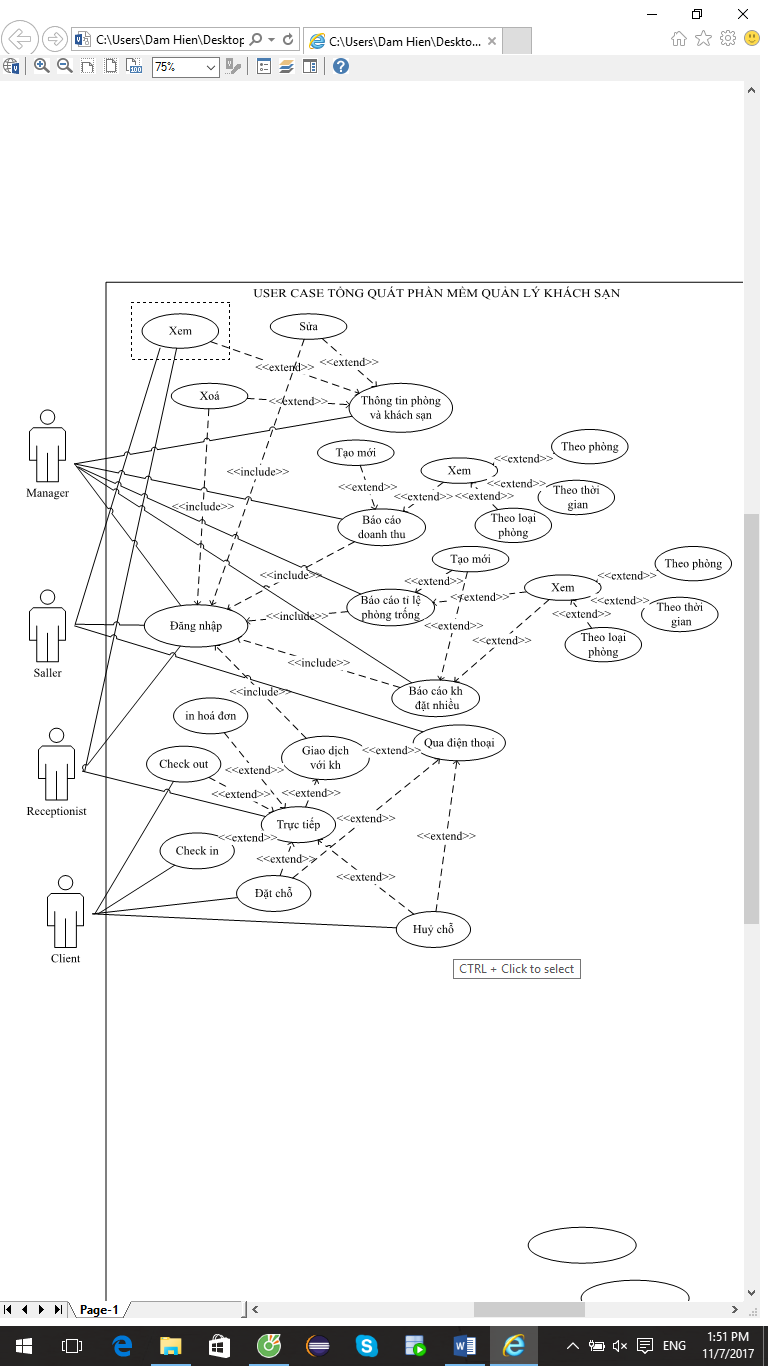 C:\Users\Dam Hien\Desktop
C:\Users\Dam Hien\Deskto...
75%
USER CASE TỔNG QUÁT PHẦN MỀM QUẢN LÝ KHÁCH SẠN
Xem
Sửa
<<extend>>
<<extend>>
Xoá
<<extend>>
Thông tin phòng
và khách sạn
Manager
Tạo mới
Xem
<<extend>>
Theo phòng
<<include>>
<<extend>>
<<extend>>
<<extend>>
<<extend>>
Theo thời
gian
<<include>>
Báo cáo
doanh thu
Theo loại
phòng
Tạo mới
<<include>>
<<extend>>
Xem
<<extend>>
Theo phòng
Saller
Đăng nhập
<<include>>
Báo cáo tỉ lệ
phòng trống
<<extend>>
<<extend>>
<<extend>>
Theo thời
gian
<<extend>>
<<extend>>
Theo loại
phòng
<<include>>
<<include>>
Báo cáo kh
đặt nhiều
in hoá đơn
Receptionist
Check out
Giao dịch
với kh
<<extend>>
Qua điện thoại
<<extend>>
<<extend>>
<<extend>>
Trực tiếp
<<extend>>
<<extend>>
<<extend>>
Check in
<<extend>>
<<extend>>
Đặt chỗ
Client
Huỷ chỗ
CTRL + Click to select
Page-1
ENG
1:51 PM
11/7/2017